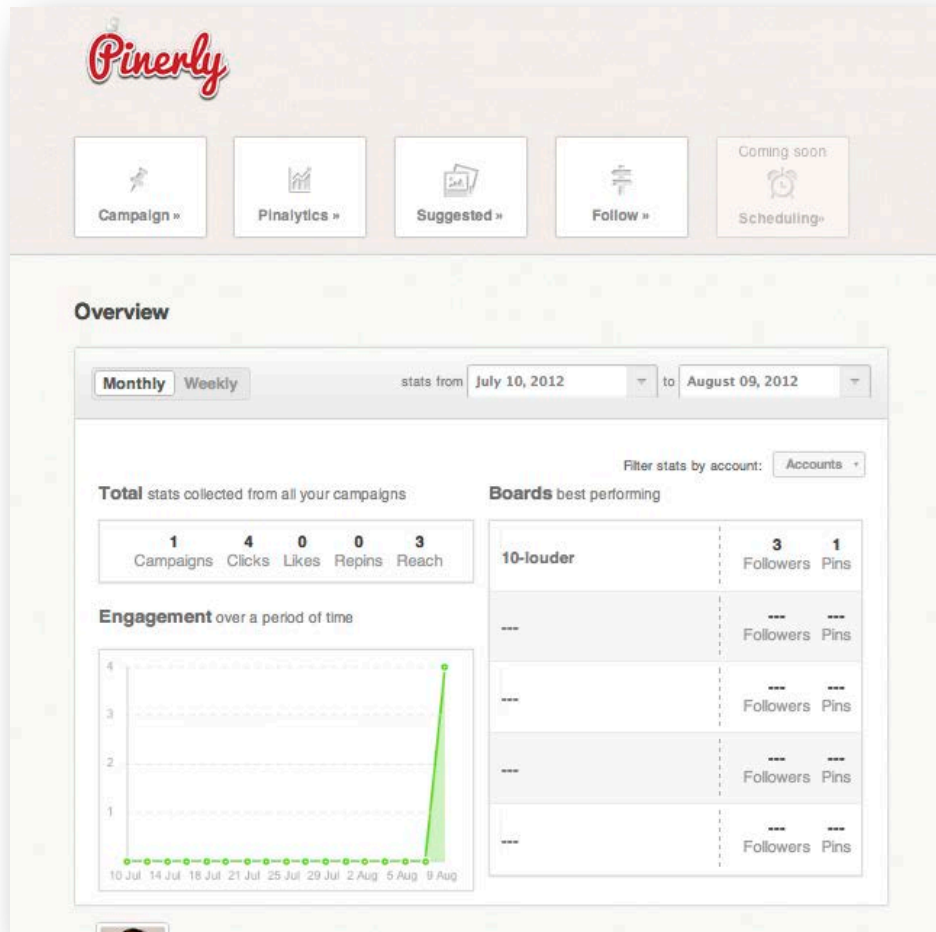 Pinerly
Coming soon
Campaign » Pinalytics » Suggested » Follow » Scheduling»
Overview
Monthly Weekly stats from July 10, 2012 to August 09, 2012
Filter stats by account: Accounts
Total stats collected from all your campaigns
1 4 0 0 3
Campaigns Clicks Likes Repins Reach
Engagement over a period of time
4
3
2
1
10 Jul 14 Jul 18 Jul 21 Jul 25 Jul 29 Jul 2 Aug 5 Aug 9 Aug
Boards best performing
10-louder
3 1
Followers Pins
---
--- ---
Followers Pins
---
--- ---
Followers Pins
---
--- ---
Followers Pins
---
--- ---
Followers Pins